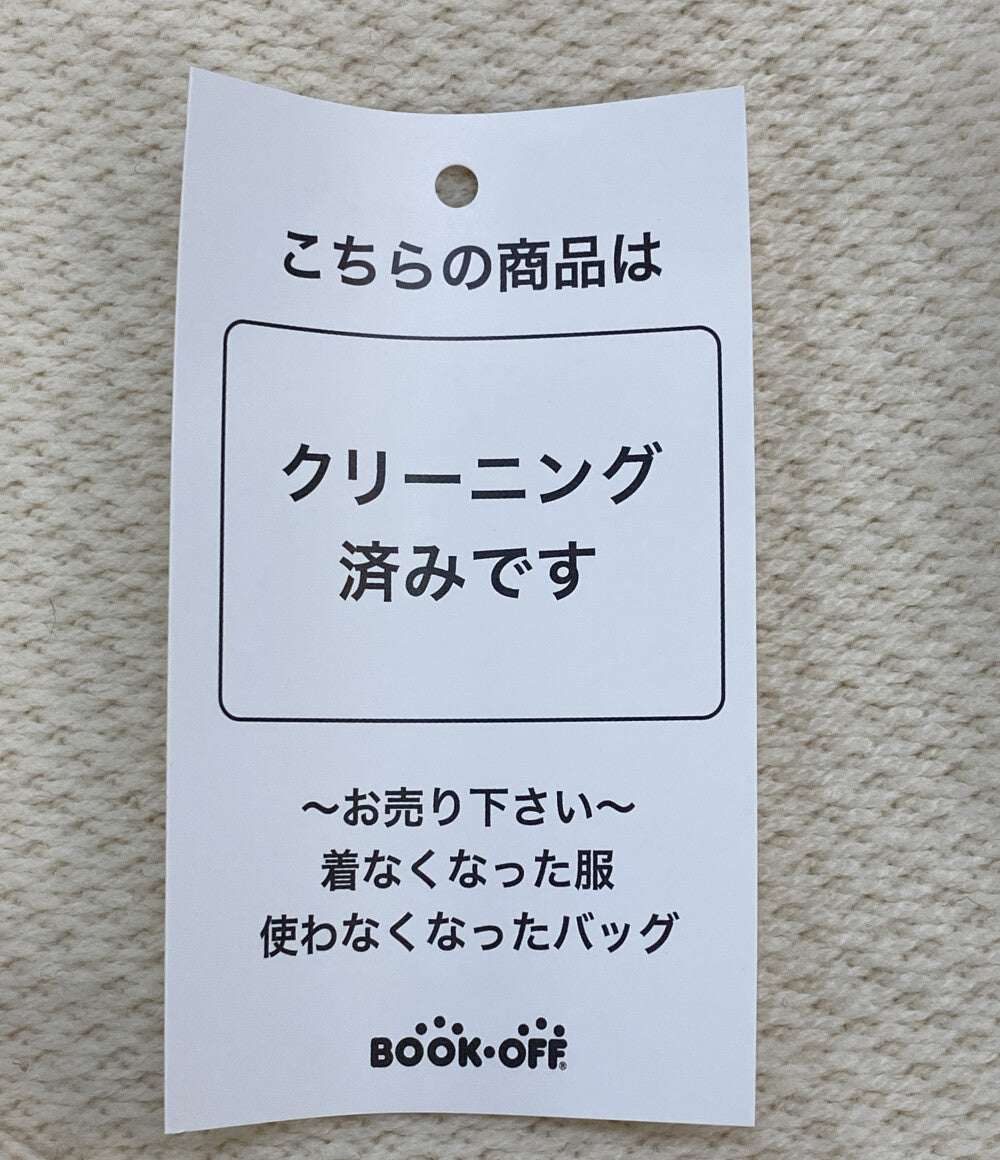 こちらの商品は
クリーニング
済みです
～お売り下さい～
着なくなった服
使わなくなったバッグ
BOOK・OFF®